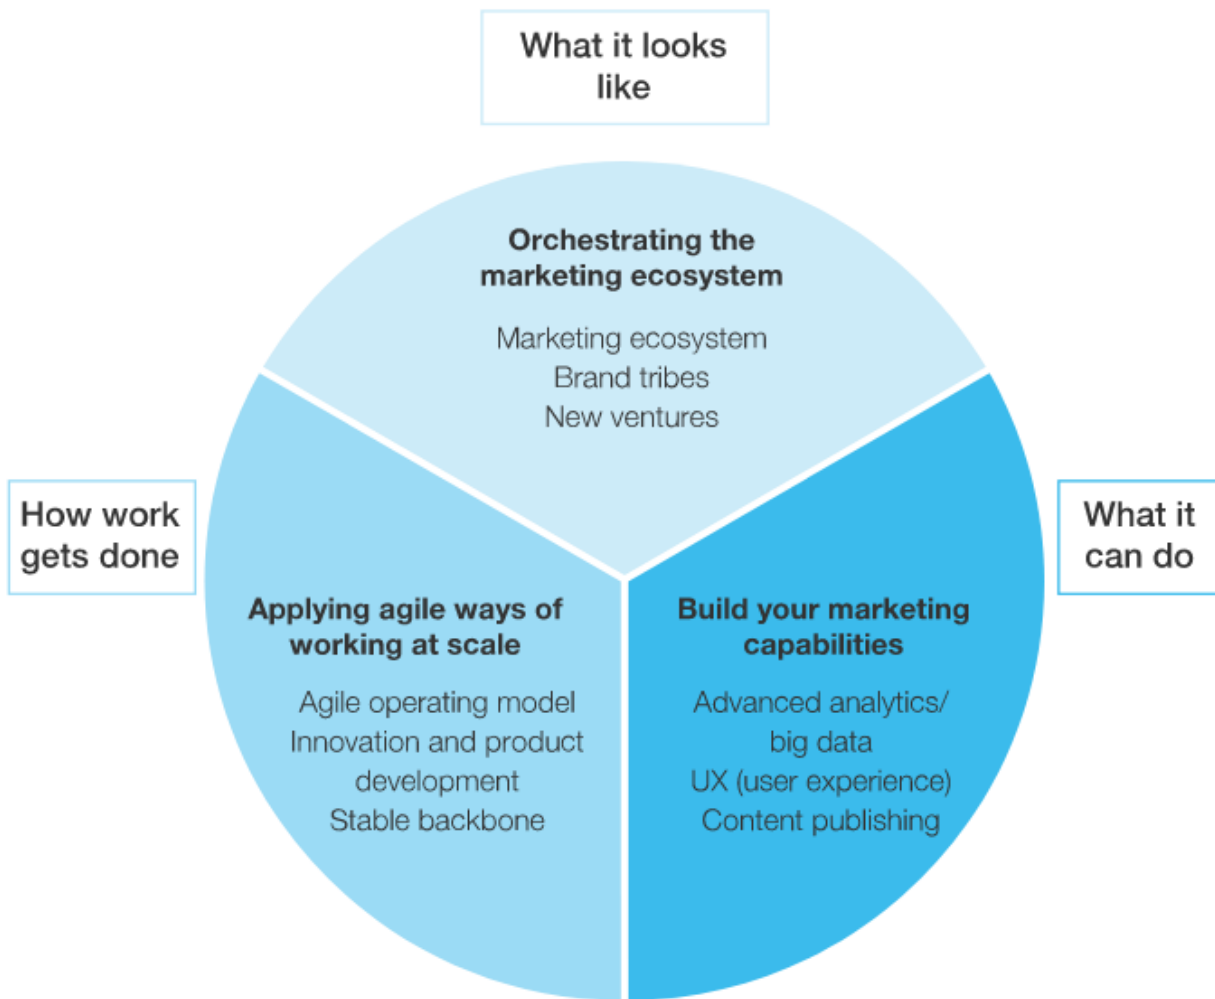 What it looks
like
Orchestrating the
marketing ecosystem
Marketing ecosystem
Brand tribes
New ventures
How work
gets done
Applying agile ways of
working at scale
Agile operating model
Innovation and product
development
Stable backbone
What it
can do
Build your marketing
capabilities
Advanced analytics/
big data
UX (user experience)
Content publishing